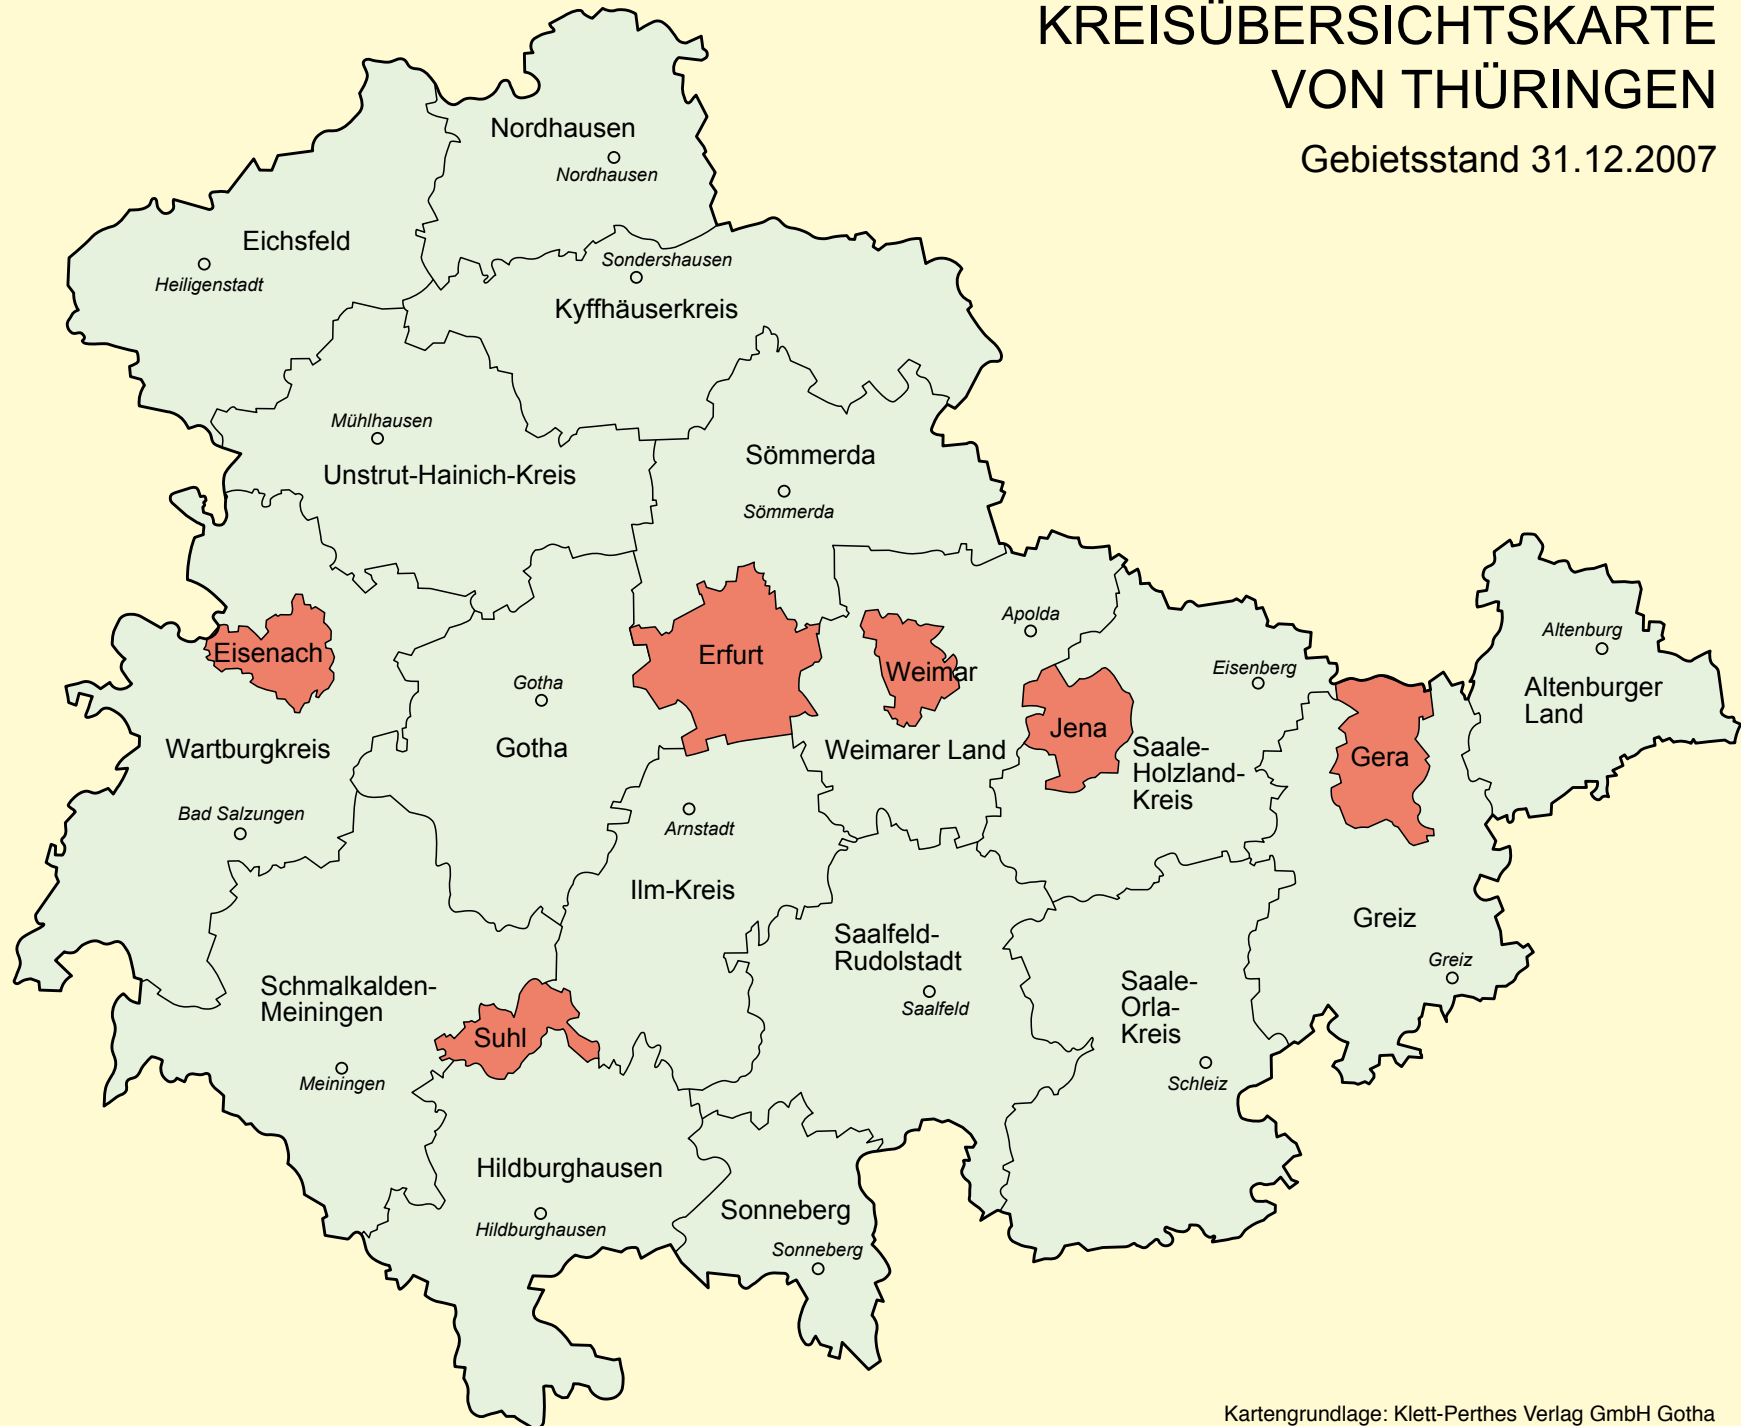 KREISÜBERSICHTSKARTE
VON THÜRINGEN
Gebietsstand 31.12.2007
Nordhausen
Nordhausen
Eichsfeld
Heiligenstadt
Sondershausen
Kyffhäuserkreis
Mühlhausen
Unstrut-Hainich-Kreis
Sömmerda
Sömmerda
Eisenach
Erfurt
Weimar
Apolda
Eisenberg
Altenburg
Altenburger
Land
Gotha
Gotha
Wartburgkreis
Bad Salzungen
Weimarer Land
Jena
Saale-
Holzland-
Kreis
Gera
Arnstadt
Ilm-Kreis
Saalfeld-
Rudolstadt
Saalfeld
Greiz
Greiz
Schmalkalden-
Meiningen
Meiningen
Suhl
Saale-
Orla-
Kreis
Schleiz
Hildburghausen
Hildburghausen
Sonneberg
Sonneberg
Kartengrundlage: Klett-Perthes Verlag GmbH Gotha